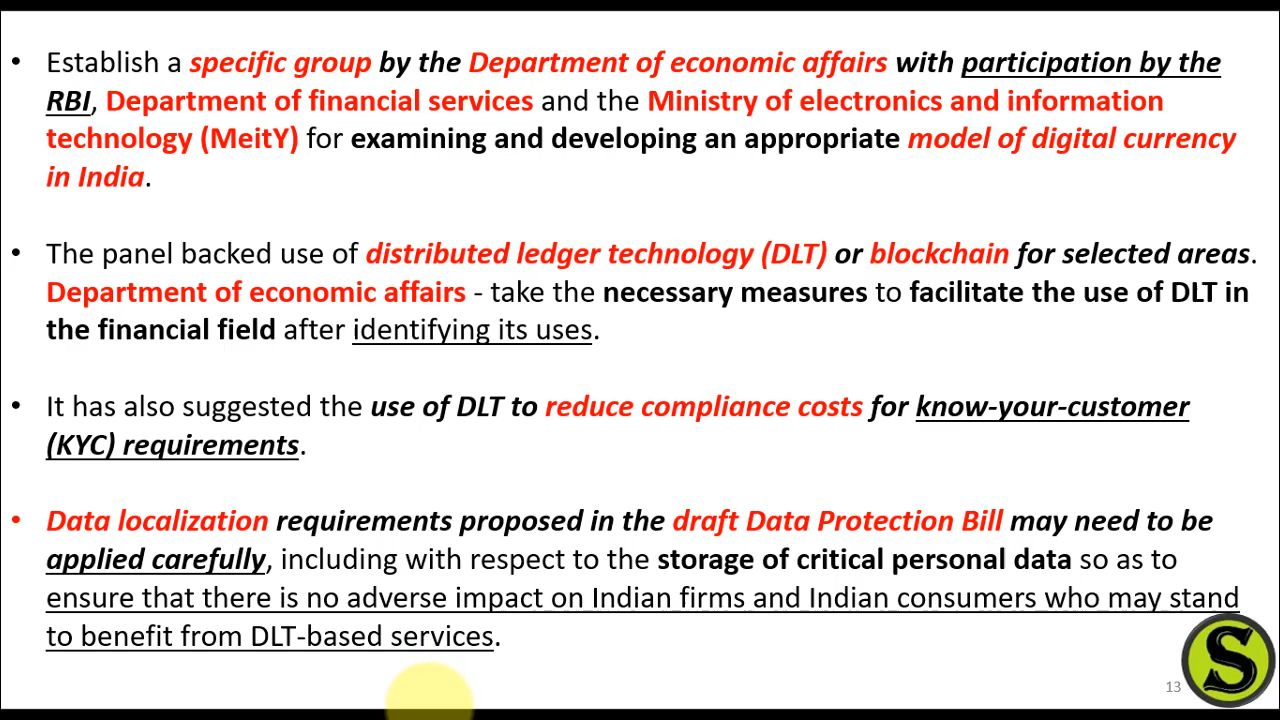 • Establish a specific group by the Department of economic affairs with participation by the
RBI, Department of financial services and the Ministry of electronics and information
technology (MeitY) for examining and developing an appropriate model of digital currency
in India.
• The panel backed use of distributed ledger technology (DLT) or blockchain for selected areas.
Department of economic affairs - take the necessary measures to facilitate the use of DLT in
the financial field after identifying its uses.
• It has also suggested the use of DLT to reduce compliance costs for know-your-customer
(KYC) requirements.
• Data localization requirements proposed in the draft Data Protection Bill may need to be
applied carefully, including with respect to the storage of critical personal data so as to
ensure that there is no adverse impact on Indian firms and Indian consumers who may stand
to benefit from DLT-based services.
S
13